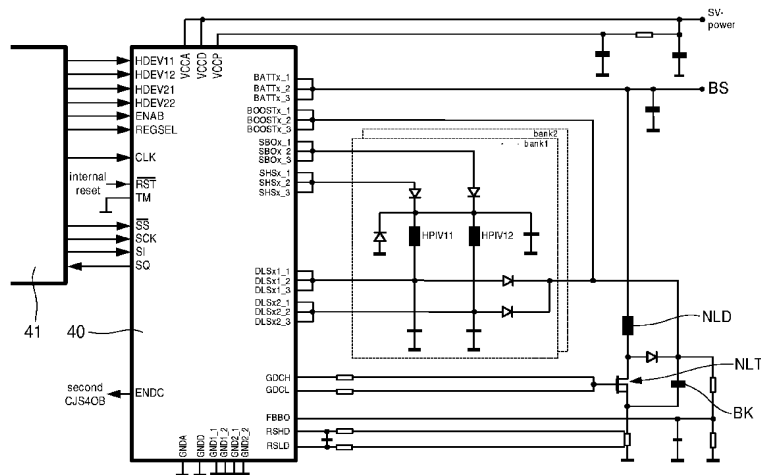 SV-
power
HDEV11
HDEV12
HDEV21
HDEV22
ENAB
REGSEL
CLK
internal
reset
RST
TM
SS
SCK
SI
SQ
41
40
second
CJS4OB
ENDC
VCCA
VCCD
VCCP
BATTx_1
BATTx_2
BATTx_3
BOOSTx_1
BOOSTx_2
BOOSTx_3
SBOx_1
SBOx_2
SBOx_3
SHSx_1
SHSx_2
SHSx_3
DLSx1_1
DLSx1_2
DLSx1_3
DLSx2_1
DLSx2_2
DLSx2_3
GDCH
GDCL
FBBO
RSHD
RSLD
GNDA
GNDD
GND1_1
GND1_2
GND2_1
GND2_2
BS
bank2
bank1
HPIV11
HPIV12
NLD
NLT
BK